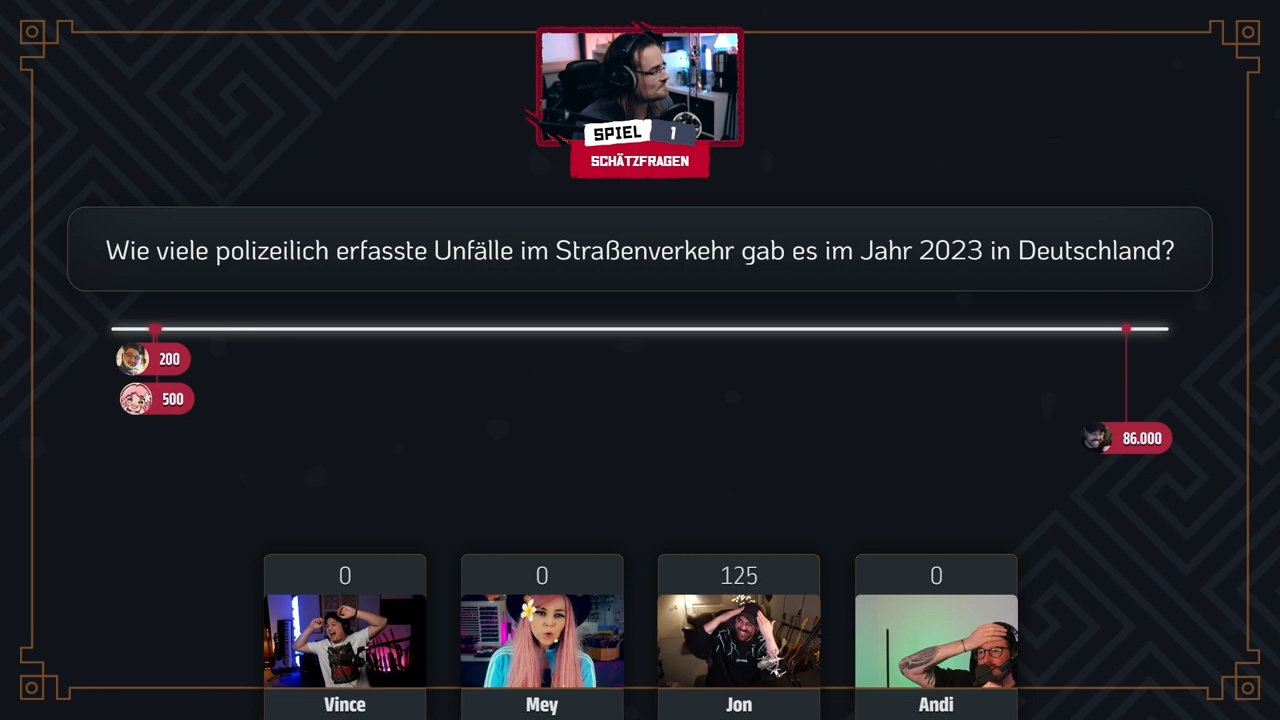 SPIEL 1
SCHÄTZFRAGEN
Wie viele polizeilich erfasste Unfälle im Straßenverkehr gab es im Jahr 2023 in Deutschland?
200
500
86.000
0 0 125 0
Vince Mey Jon Andi